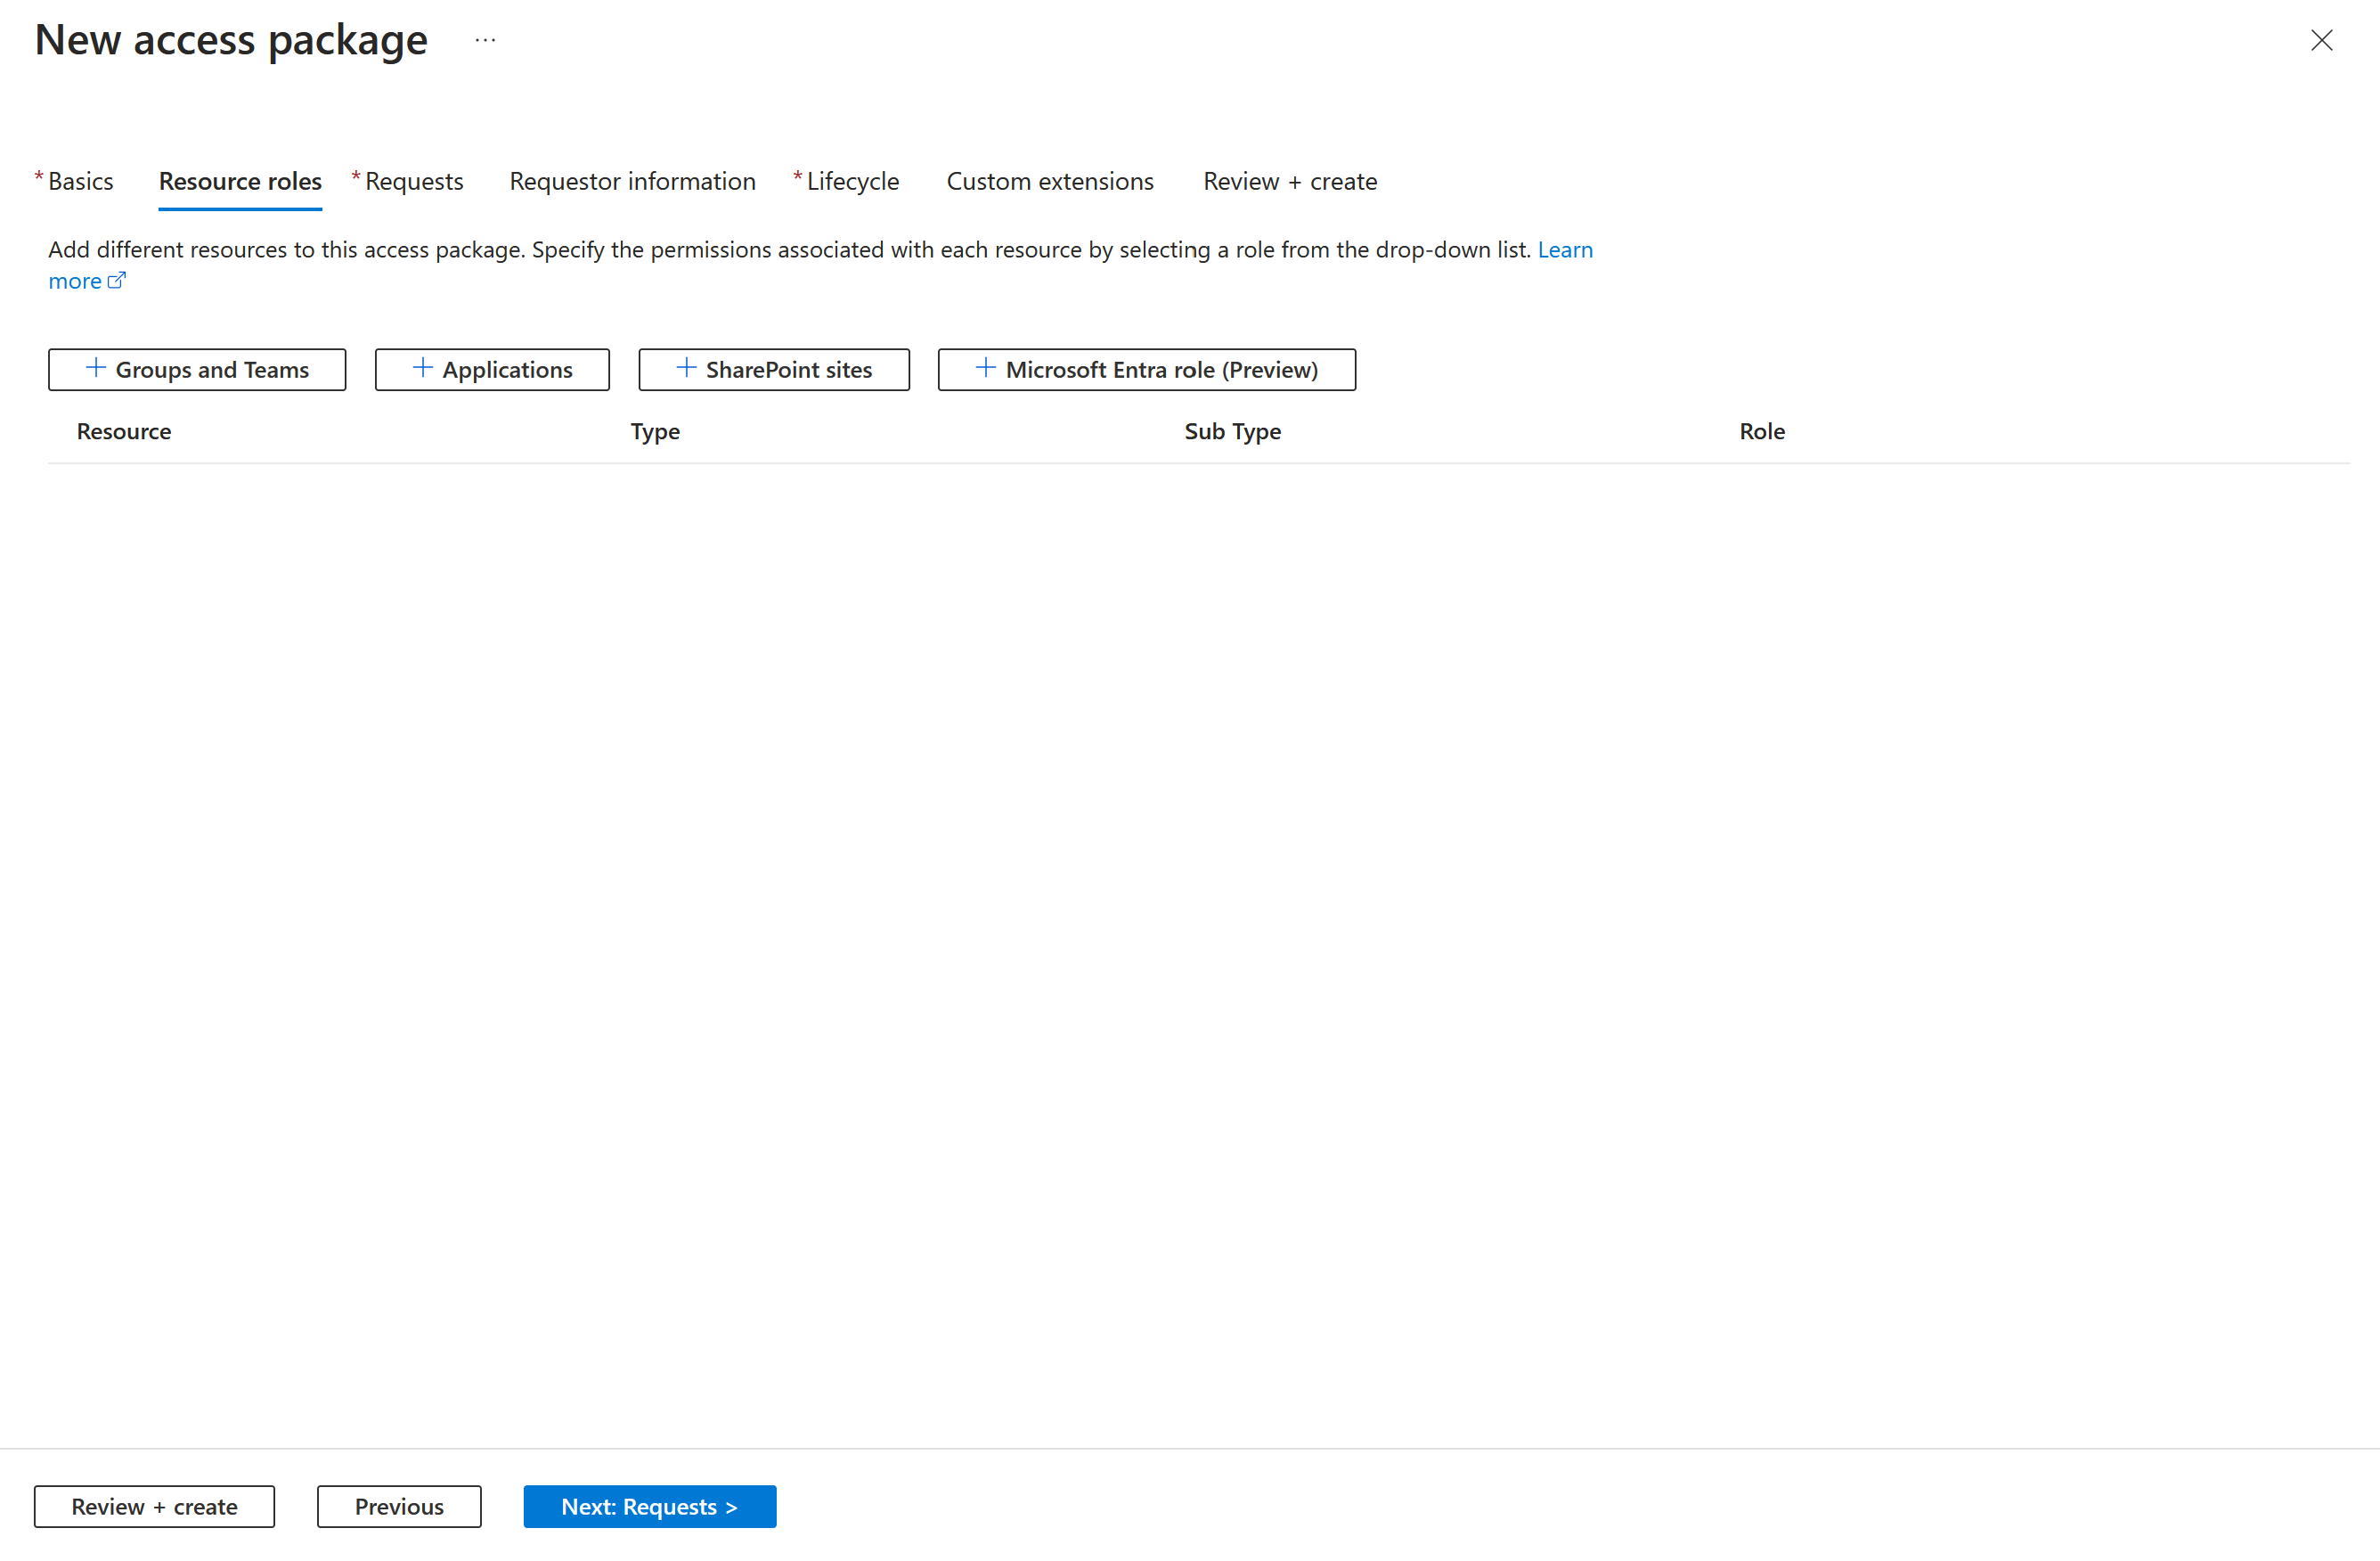 New access package ...
*Basics Resource roles *Requests Requestor information *Lifecycle Custom extensions Review + create
Add different resources to this access package. Specify the permissions associated with each resource by selecting a role from the drop-down list. Learn
more
+ Groups and Teams + Applications + SharePoint sites + Microsoft Entra role (Preview)
Resource Type Sub Type Role
Review + create Previous Next: Requests >